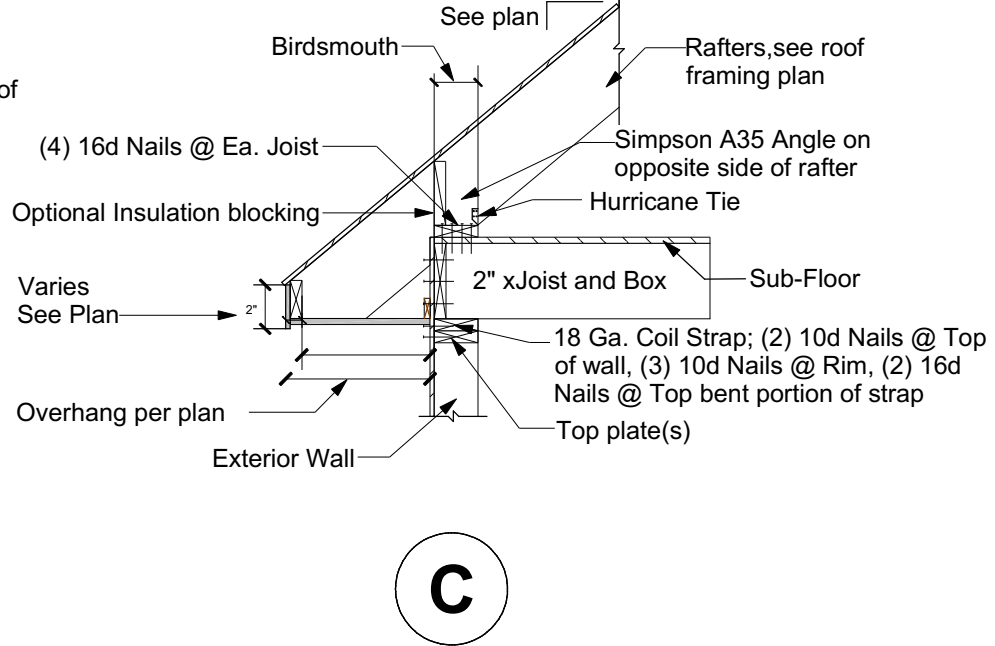 See plan
Birdsmouth
Rafters,see roof
framing plan
of
(4) 16d Nails @ Ea. Joist
Simpson A35 Angle on
opposite side of rafter
Optional Insulation blocking
Hurricane Tie
2" xJoist and Box
Sub-Floor
Varies
See Plan
2"
18 Ga. Coil Strap; (2) 10d Nails @ Top
of wall, (3) 10d Nails @ Rim, (2) 16d
Nails @ Top bent portion of strap
Overhang per plan
Top plate(s)
Exterior Wall
C